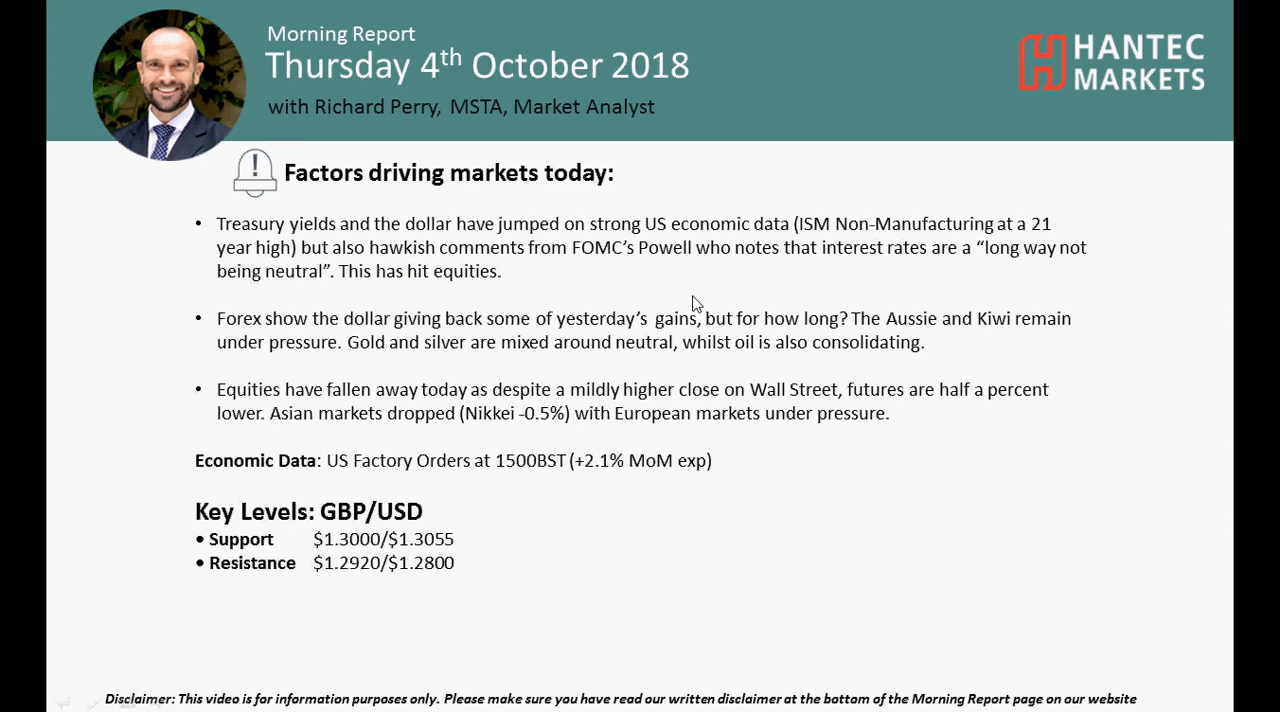 Morning Report
Thursday 4th October 2018
with Richard Perry, MSTA, Market Analyst
HANTEC
MARKETS
!
Factors driving markets today:
• Treasury yields and the dollar have jumped on strong US economic data (ISM Non-Manufacturing at a 21
year high) but also hawkish comments from FOMC's Powell who notes that interest rates are a "long way not
being neutral". This has hit equities.
• Forex show the dollar giving back some of yesterday's gains, but for how long? The Aussie and Kiwi remain
under pressure. Gold and silver are mixed around neutral, whilst oil is also consolidating.
• Equities have fallen away today as despite a mildly higher close on Wall Street, futures are half a percent
lower. Asian markets dropped (Nikkei -0.5%) with European markets under pressure.
Economic Data: US Factory Orders at 1500BST (+2.1% MoM exp)
Key Levels: GBP/USD
• Support $1.3000/$1.3055
• Resistance $1.2920/$1.2800
Disclaimer: This video is for information purposes only. Please make sure you have read our written disclaimer at the bottom of the Morning Report page on our website